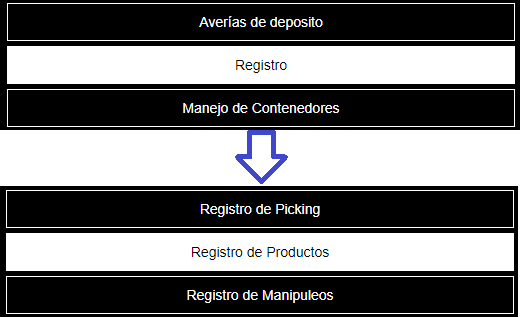 Averías de deposito
Registro
Manejo de Contenedores
Registro de Picking
Registro de Productos
Registro de Manipuleos